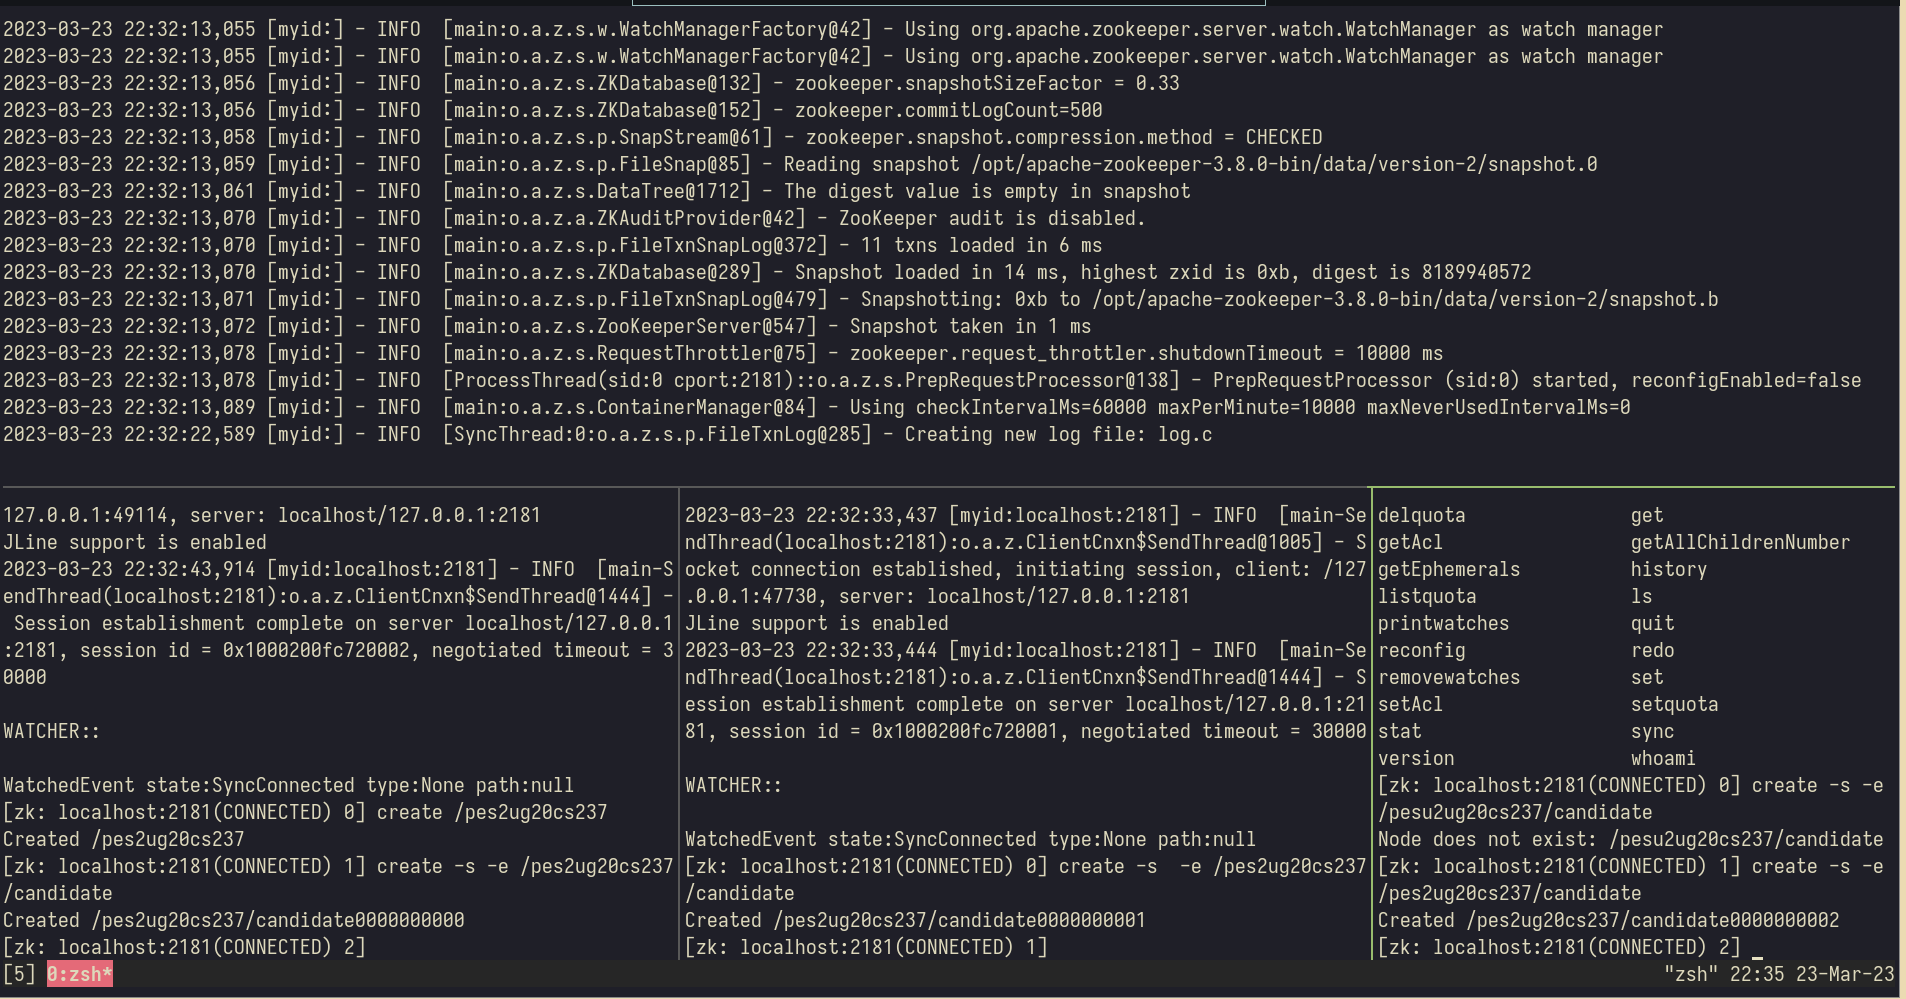 2023-03-23 22:32:13,055 [myid:] - INFO  [main:o.a.z.s.w.WatchManagerFactory@42] - Using org.apache.zookeeper.server.watch.WatchManager as watch manager
2023-03-23 22:32:13,055 [myid:] - INFO  [main:o.a.z.s.w.WatchManagerFactory@42] - Using org.apache.zookeeper.server.watch.WatchManager as watch manager
2023-03-23 22:32:13,056 [myid:] - INFO  [main:o.a.z.s.ZKDatabase@132] - zookeeper.snapshotSizeFactor = 0.33
2023-03-23 22:32:13,056 [myid:] - INFO  [main:o.a.z.s.ZKDatabase@152] - zookeeper.commitLogCount=500
2023-03-23 22:32:13,058 [myid:] - INFO  [main:o.a.z.s.p.SnapStream@61] - zookeeper.snapshot.compression.method = CHECKED
2023-03-23 22:32:13,059 [myid:] - INFO  [main:o.a.z.s.p.FileSnap@85] - Reading snapshot /opt/apache-zookeeper-3.8.0-bin/data/version-2/snapshot.0
2023-03-23 22:32:13,061 [myid:] - INFO  [main:o.a.z.s.DataTree@1712] - The digest value is empty in snapshot
2023-03-23 22:32:13,070 [myid:] - INFO  [main:o.a.z.a.ZKAuditProvider@42] - ZooKeeper audit is disabled.
2023-03-23 22:32:13,070 [myid:] - INFO  [main:o.a.z.s.p.FileTxnSnapLog@372] - 11 txns loaded in 6 ms
2023-03-23 22:32:13,070 [myid:] - INFO  [main:o.a.z.s.ZKDatabase@289] - Snapshot loaded in 14 ms, highest zxid is 0xb, digest is 8189940572
2023-03-23 22:32:13,071 [myid:] - INFO  [main:o.a.z.s.p.FileTxnSnapLog@479] - Snapshotting: 0xb to /opt/apache-zookeeper-3.8.0-bin/data/version-2/snapshot.b
2023-03-23 22:32:13,072 [myid:] - INFO  [main:o.a.z.s.ZooKeeperServer@547] - Snapshot taken in 1 ms
2023-03-23 22:32:13,078 [myid:] - INFO  [main:o.a.z.s.RequestThrottler@75] - zookeeper.request_throttler.shutdownTimeout = 10000 ms
2023-03-23 22:32:13,078 [myid:] - INFO  [ProcessThread(sid:0 cport:2181)::o.a.z.s.PrepRequestProcessor@138] - PrepRequestProcessor (sid:0) started, reconfigEnabled=false
2023-03-23 22:32:13,089 [myid:] - INFO  [main:o.a.z.s.ContainerManager@84] - Using checkIntervalMs=60000 maxPerMinute=10000 maxNeverUsedIntervalMs=0
2023-03-23 22:32:22,589 [myid:] - INFO  [SyncThread:0:o.a.z.s.p.FileTxnLog@285] - Creating new log file: log.c
127.0.0.1:49114, server: localhost/127.0.0.1:2181
JLine support is enabled
2023-03-23 22:32:43,914 [myid:localhost:2181] - INFO  [main-S
endThread(localhost:2181):o.a.z.ClientCnxn$SendThread@1444] -
 Session establishment complete on server localhost/127.0.0.1
:2181, session id = 0x1000200fc720002, negotiated timeout = 3
0000
WATCHER::
WatchedEvent state:SyncConnected type:None path:null
[zk: localhost:2181(CONNECTED) 0] create /pes2ug20cs237
Created /pes2ug20cs237
[zk: localhost:2181(CONNECTED) 1] create -s -e /pes2ug20cs237
/candidate
Created /pes2ug20cs237/candidate0000000000
[zk: localhost:2181(CONNECTED) 2]
2023-03-23 22:32:33,437 [myid:localhost:2181] - INFO  [main-Se
ndThread(localhost:2181):o.a.z.ClientCnxn$SendThread@1005] - S
ocket connection established, initiating session, client: /127
.0.0.1:47730, server: localhost/127.0.0.1:2181
JLine support is enabled
2023-03-23 22:32:33,444 [myid:localhost:2181] - INFO  [main-Se
ndThread(localhost:2181):o.a.z.ClientCnxn$SendThread@1444] - S
ession establishment complete on server localhost/127.0.0.1:21
81, session id = 0x1000200fc720001, negotiated timeout = 30000
WATCHER::
WatchedEvent state:SyncConnected type:None path:null
[zk: localhost:2181(CONNECTED) 0] create -s  -e /pes2ug20cs237
/candidate
Created /pes2ug20cs237/candidate0000000001
[zk: localhost:2181(CONNECTED) 1]
delquota get
getAcl getAllChildrenNumber
getEphemerals history
listquota ls
printwatches quit
reconfig redo
removewatches set
setAcl setquota
stat sync
version whoami
[zk: localhost:2181(CONNECTED) 0] create -s -e
/pesu2ug20cs237/candidate
Node does not exist: /pesu2ug20cs237/candidate
[zk: localhost:2181(CONNECTED) 1] create -s -e
/pes2ug20cs237/candidate
Created /pes2ug20cs237/candidate0000000002
[zk: localhost:2181(CONNECTED) 2]
[5] 0:zsh* "zsh" 22:35 23-Mar-23